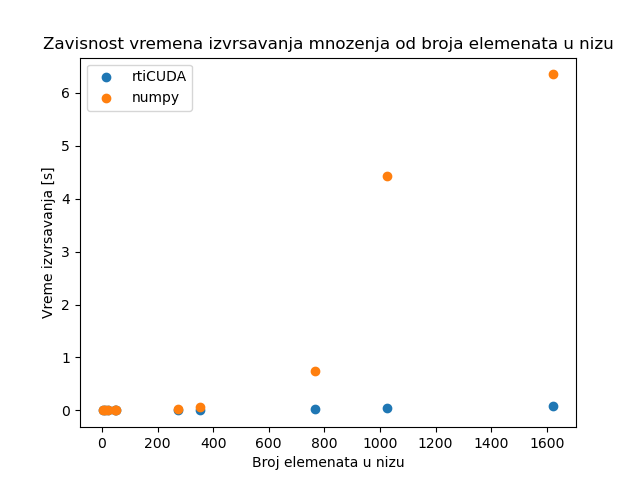 Zavisnost vremena izvrsavanja mnozenja od broja elemenata u nizu
rtiCUDA
numpy
6
5
4
3
2
1
0
Vreme izvrsavanja [s]
0 200 400 600 800 1000 1200 1400 1600
Broj elemenata u nizu